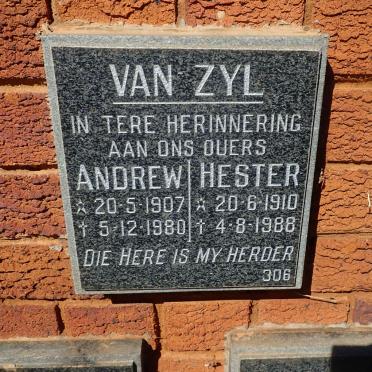 VAN ZYL
IN TERE HERINNERING
AAN ONS OUERS
ANDREW HESTER
☆ 20·5·1907 ☆ 20·6·1910
† 5·12·1980 † 4·8·1988
DIE HERE IS MY HERDER
306